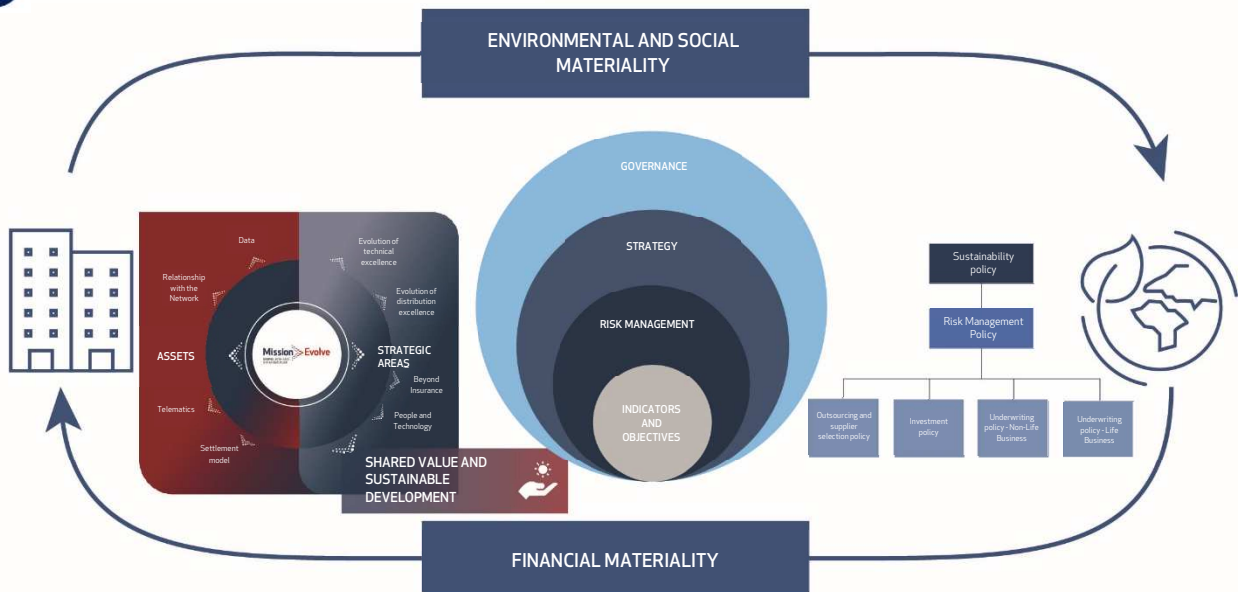 ENVIRONMENTAL AND SOCIAL
MATERIALITY
Data
Relationship
with the
Network
ASSETS
Telematics
Settlement
model
Mission Evolve
Evolution of
technical
excellence
Evolution of
distribution
excellence
STRATEGIC
AREAS
Beyond
Insurance
People and
Technology
SHARED VALUE AND
SUSTAINABLE
DEVELOPMENT
GOVERNANCE
STRATEGY
RISK MANAGEMENT
INDICATORS
AND
OBJECTIVES
Sustainability
policy
Risk Management
Policy
Outsourcing and
supplier
selection policy
Investment
policy
Underwriting
policy - Non-Life
Business
Underwriting
policy - Life
Business
FINANCIAL MATERIALITY